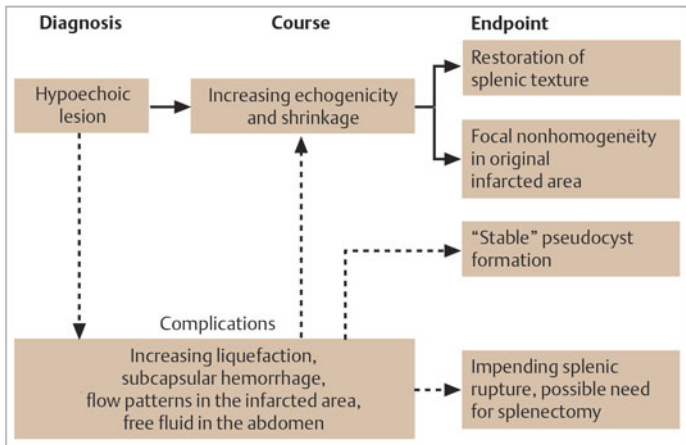 Diagnosis
Course
Endpoint
Hypoechoic
lesion
Increasing echogenicity
and shrinkage
Restoration of
splenic texture
Focal nonhomogeneity
in original
infarcted area
“Stable” pseudocyst
formation
Complications
Increasing liquefaction,
subcapsular hemorrhage,
flow patterns in the infarcted area,
free fluid in the abdomen
Impending splenic
rupture, possible need
for splenectomy